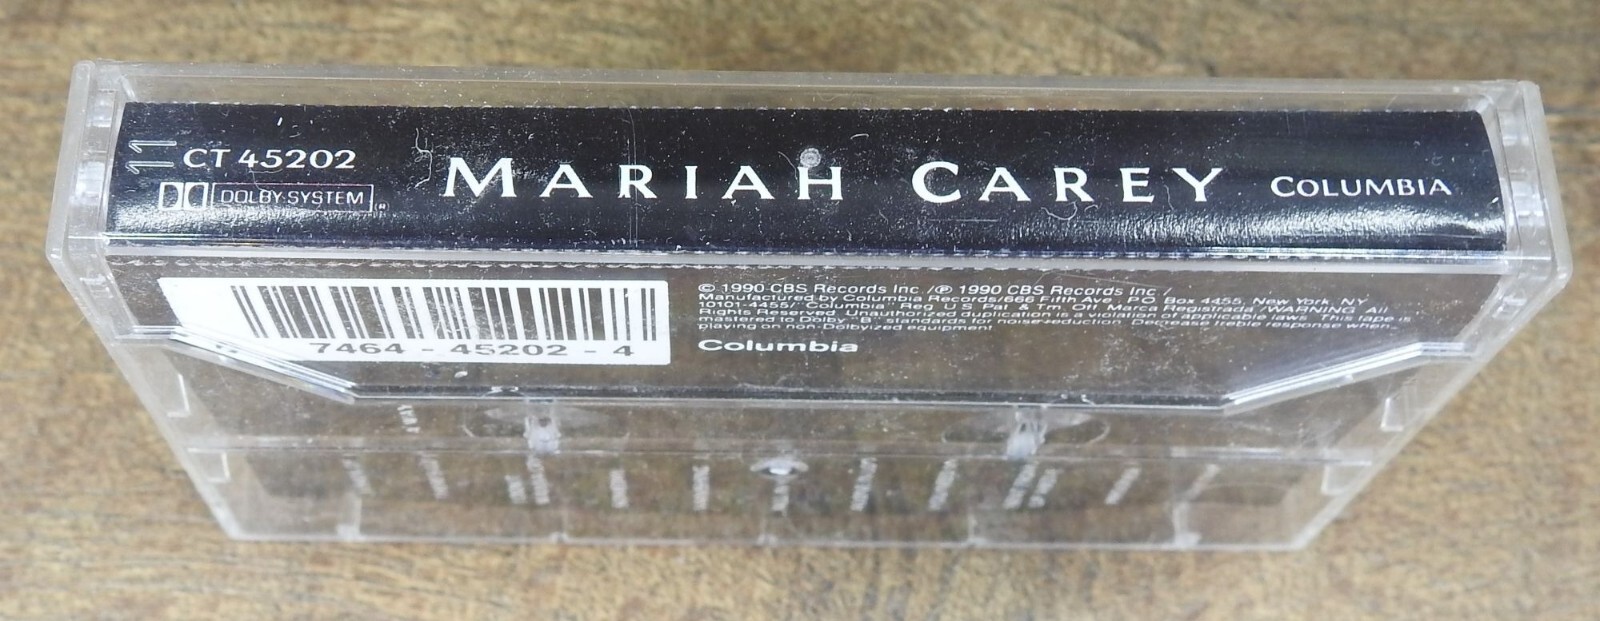 11
CT 45202
DOLBY SYSTEM
MARIAH CAREY
COLUMBIA
7464 - 45202 - 4
© 1990 CBS Records Inc. / ℗ 1990 CBS Records Inc. /
Manufactured by Columbia Records/666 Fifth Ave., P.O. Box 4455, New York, NY
10101-4455/"Columbia" Reg. U.S. Pat. & Tm. Off. Marca Registrada./WARNING: All
Rights Reserved. Unauthorized duplication is a violation of applicable laws. This tape is
mastered to Dolby "B" standards for noise reduction. Decrease treble response when
playing on non-Dolbyized equipment.
Columbia